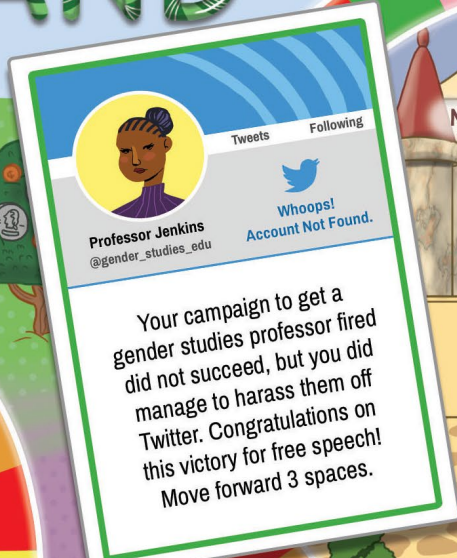 AND
Tweets
Following
Professor Jenkins
@gender_studies_edu
Whoops!
Account Not Found.
Your campaign to get a
gender studies professor fired
did not succeed, but you did
manage to harass them off
Twitter. Congratulations on
this victory for free speech!
Move forward 3 spaces.